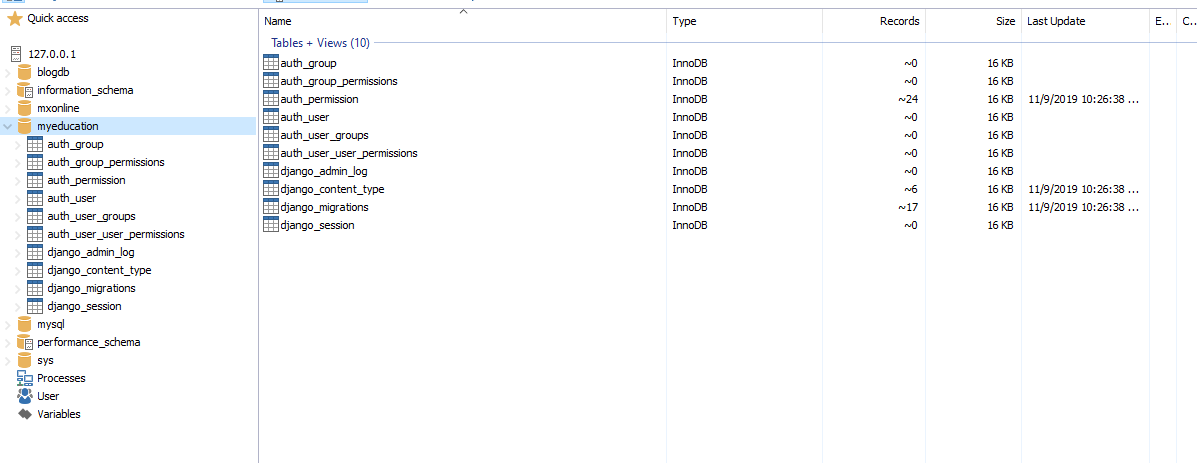 Quick access
127.0.0.1
blogdb
information_schema
mxonline
myeducation
auth_group
auth_group_permissions
auth_permission
auth_user
auth_user_groups
auth_user_user_permissions
django_admin_log
django_content_type
django_migrations
django_session
mysql
performance_schema
sys
Processes
User
Variables
Name Type Records Size Last Update E... C...
Tables + Views (10)
auth_group InnoDB ~0 16 KB
auth_group_permissions InnoDB ~0 16 KB
auth_permission InnoDB ~24 16 KB 11/9/2019 10:26:38 ...
auth_user InnoDB ~0 16 KB
auth_user_groups InnoDB ~0 16 KB
auth_user_user_permissions InnoDB ~0 16 KB
django_admin_log InnoDB ~0 16 KB
django_content_type InnoDB ~6 16 KB 11/9/2019 10:26:38 ...
django_migrations InnoDB ~17 16 KB 11/9/2019 10:26:38 ...
django_session InnoDB ~0 16 KB